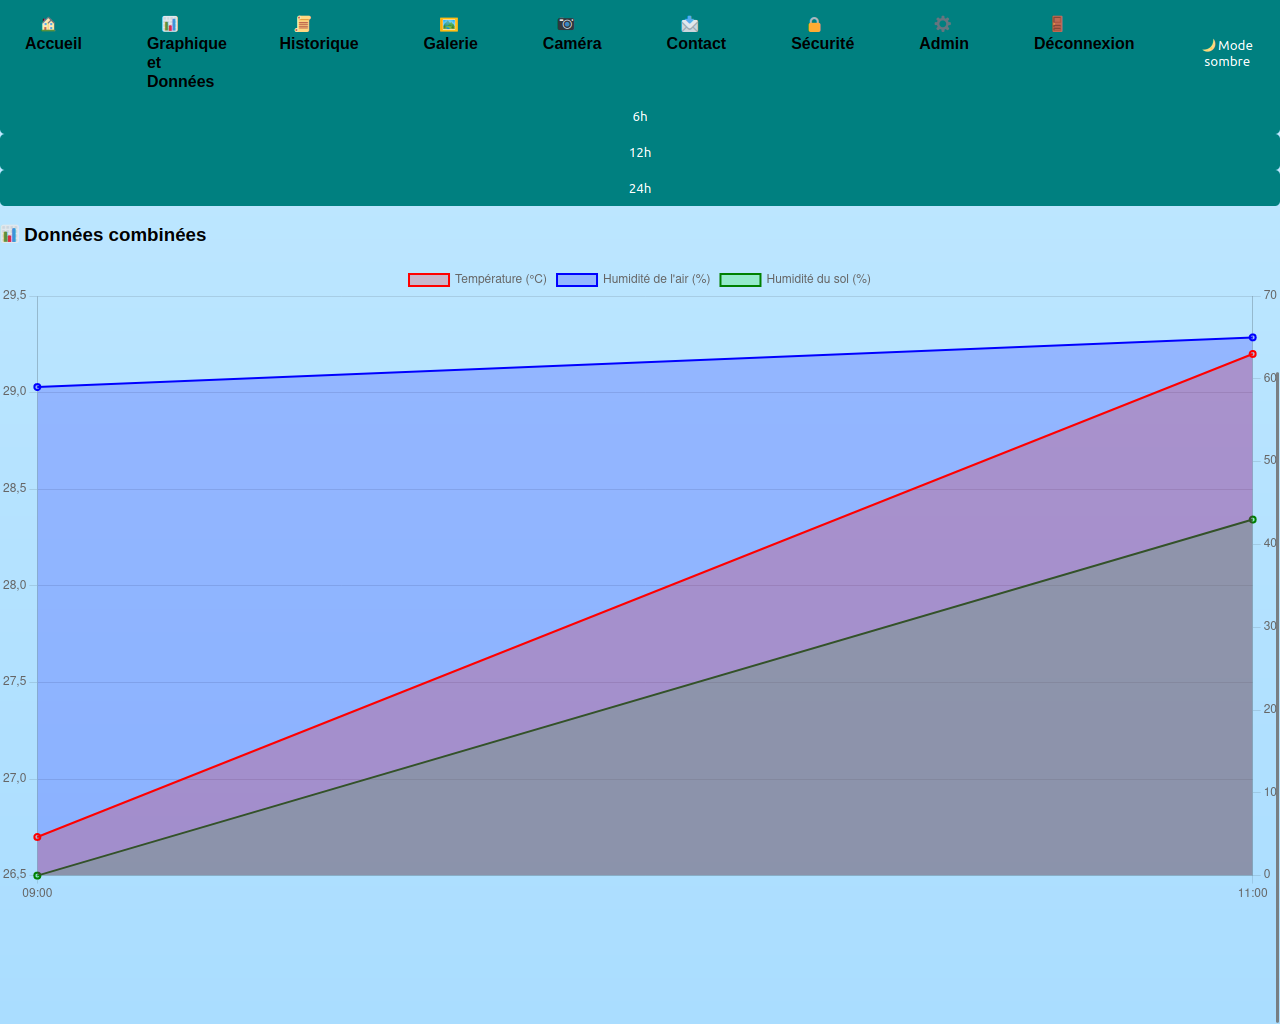 Accueil
Graphique et Données
Historique
Galerie
Caméra
Contact
Sécurité
Admin
Déconnexion
🌙 Mode sombre
6h
12h
24h
📊 Données combinées
Température (°C)
Humidité de l'air (%)
Humidité du sol (%)
29,5
29,0
28,5
28,0
27,5
27,0
26,5
70
60
50
40
30
20
10
0
09:00
11:00